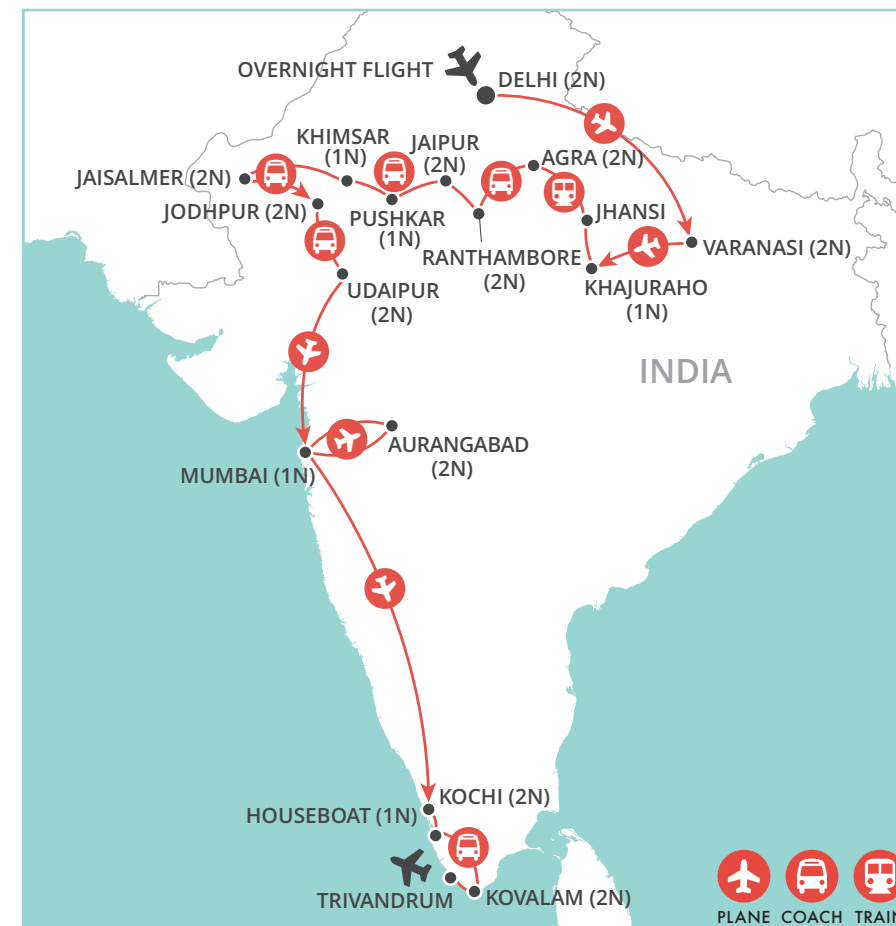 OVERNIGHT FLIGHT
DELHI (2N)
KHIMSAR
(1N)
JAIPUR
(2N)
AGRA (2N)
JAISALMER (2N)
JODHPUR (2N)
PUSHKAR
(1N)
JHANSI
RANTHAMBORE
(2N)
VARANASI (2N)
KHAJURAHO
(1N)
UDAIPUR
(2N)
INDIA
AURANGABAD
(2N)
MUMBAI (1N)
KOCHI (2N)
HOUSEBOAT (1N)
TRIVANDRUM
KOVALAM (2N)
PLANE COACH TRAIN